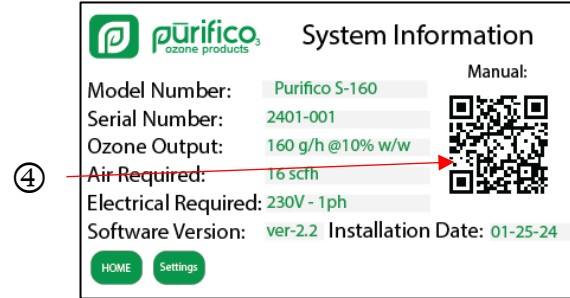 pūrifico₃ System Information
ozone products
Manual:
Model Number: Purifico S-160
Serial Number: 2401-001
Ozone Output: 160 g/h @10% w/w
④
Air Required: 16 scfh
Electrical Required: 230V - 1ph
Software Version: ver-2.2 Installation Date: 01-25-24
HOME Settings